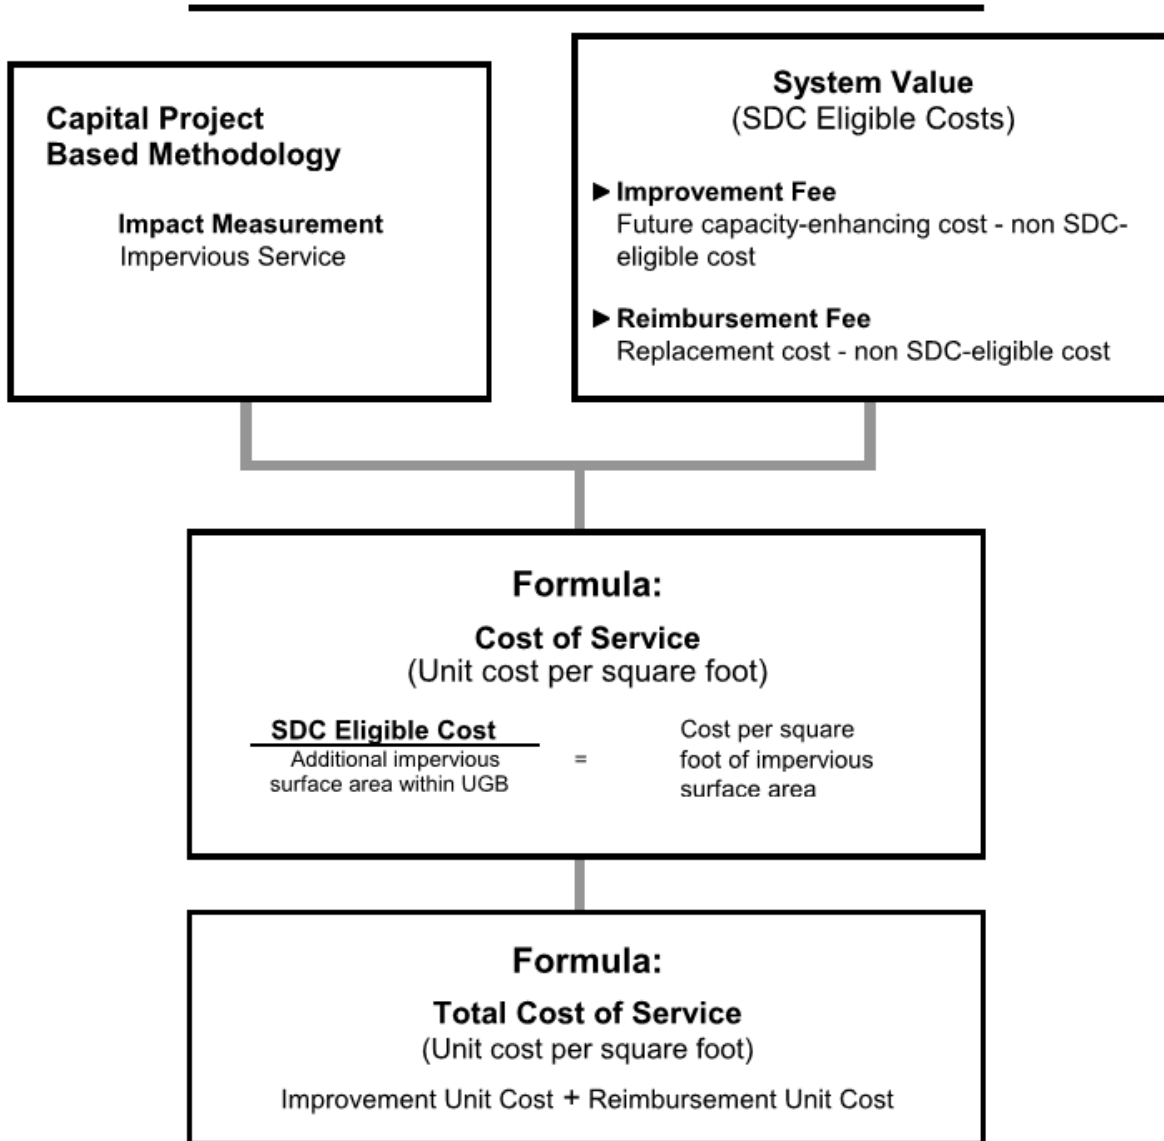 Capital Project
Based Methodology
Impact Measurement
Impervious Service
System Value
(SDC Eligible Costs)
► Improvement Fee
Future capacity-enhancing cost - non SDC-
eligible cost
► Reimbursement Fee
Replacement cost - non SDC-eligible cost
Formula:
Cost of Service
(Unit cost per square foot)
SDC Eligible Cost
Additional impervious
surface area within UGB
=
Cost per square
foot of impervious
surface area
Formula:
Total Cost of Service
(Unit cost per square foot)
Improvement Unit Cost + Reimbursement Unit Cost